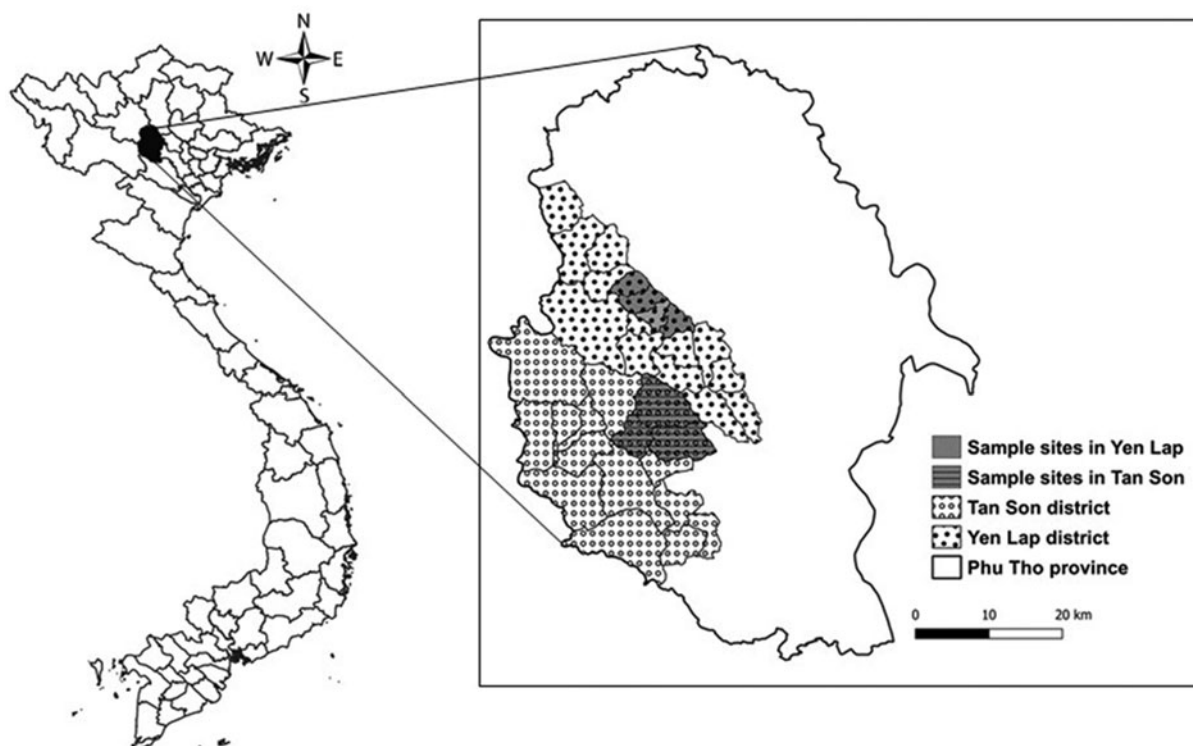 N
W E
S
Sample sites in Yen Lap
Sample sites in Tan Son
Tan Son district
Yen Lap district
Phu Tho province
0 10 20 km